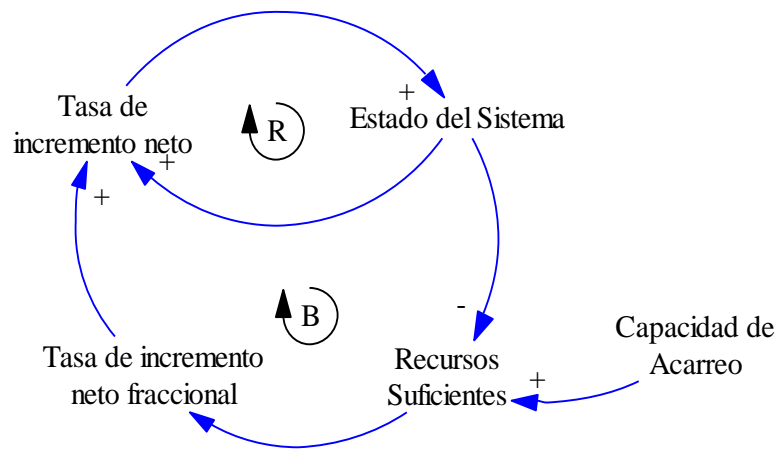 Tasa de
incremento neto
+
+
R
+
Estado del Sistema
B
-
Tasa de incremento
neto fraccional
Recursos
Suficientes
+
Capacidad de
Acarreo